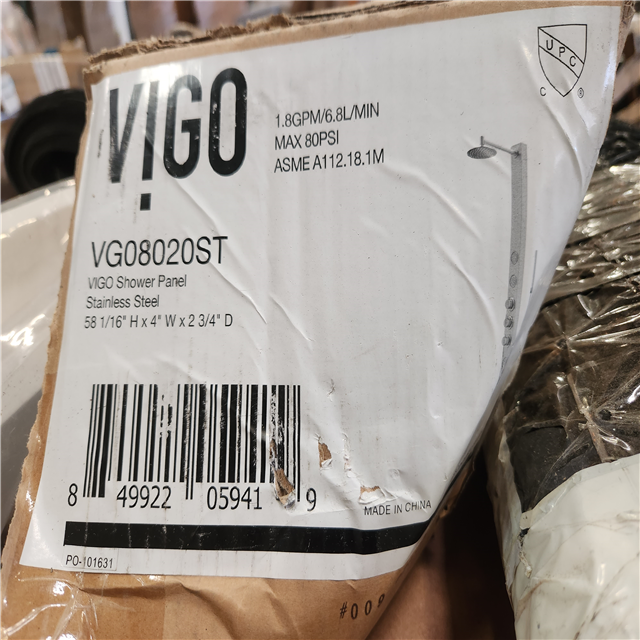 VIGO
1.8GPM/6.8L/MIN
MAX 80PSI
ASME A112.18.1M
UPC
C ®
VG08020ST
VIGO Shower Panel
Stainless Steel
58 1/16" H x 4" W x 2 3/4" D
8 49922 05941 9
MADE IN CHINA
PO-101631
#009